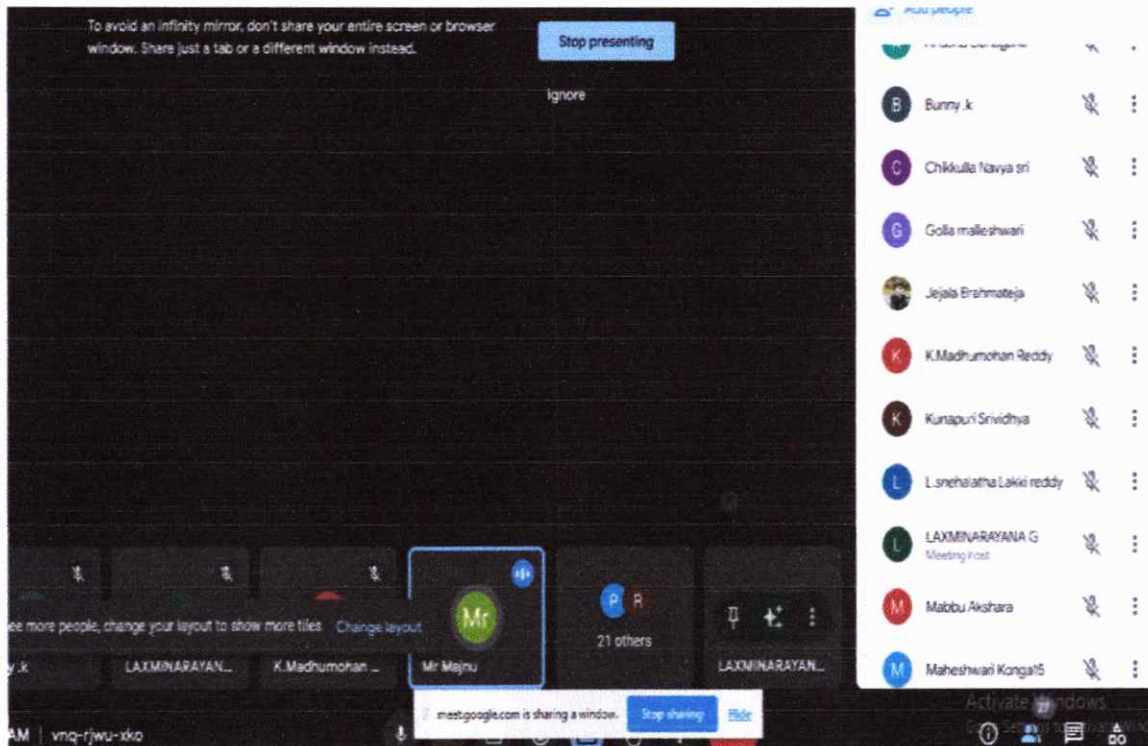 To avoid an infinity mirror, don't share your entire screen or browser
window. Share just a tab or a different window instead.
Stop presenting
Ignore
Add people
B Bunny .k
C Chikkulla Navya sri
G Golla malleshwari
Jejala Brahmateja
K K.Madhumohan Reddy
K Kunapuri Srividhya
L L.snehalatha Lakki reddy
L LAXMINARAYANA G
Meeting host
M Mabbu Akshara
M Maheshwari Konga15
ee more people, change your layout to show more tiles Change layout
y .k
LAXMINARAYAN...
K.Madhumohan ...
Mr
Mr Majnu
P R
21 others
LAXMINARAYAN...
meet.google.com is sharing a window. Stop sharing Hide
AM | vnq-rjwu-xko
Activate Windows
27